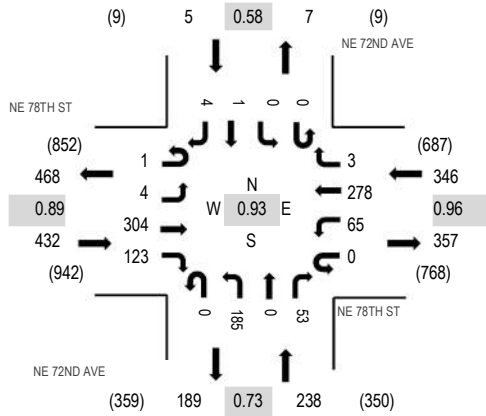 (9) 5 0.58 7 (9)
NE 72ND AVE
NE 78TH ST
4 1 0 0
(852) (687)
468 1 3 346
4 N 278
0.89 W 0.93 E 0.96
304 S 65
432 357
123 0
(942) (768)
0 185 0 53
NE 78TH ST
NE 72ND AVE
(359) 189 0.73 238 (350)